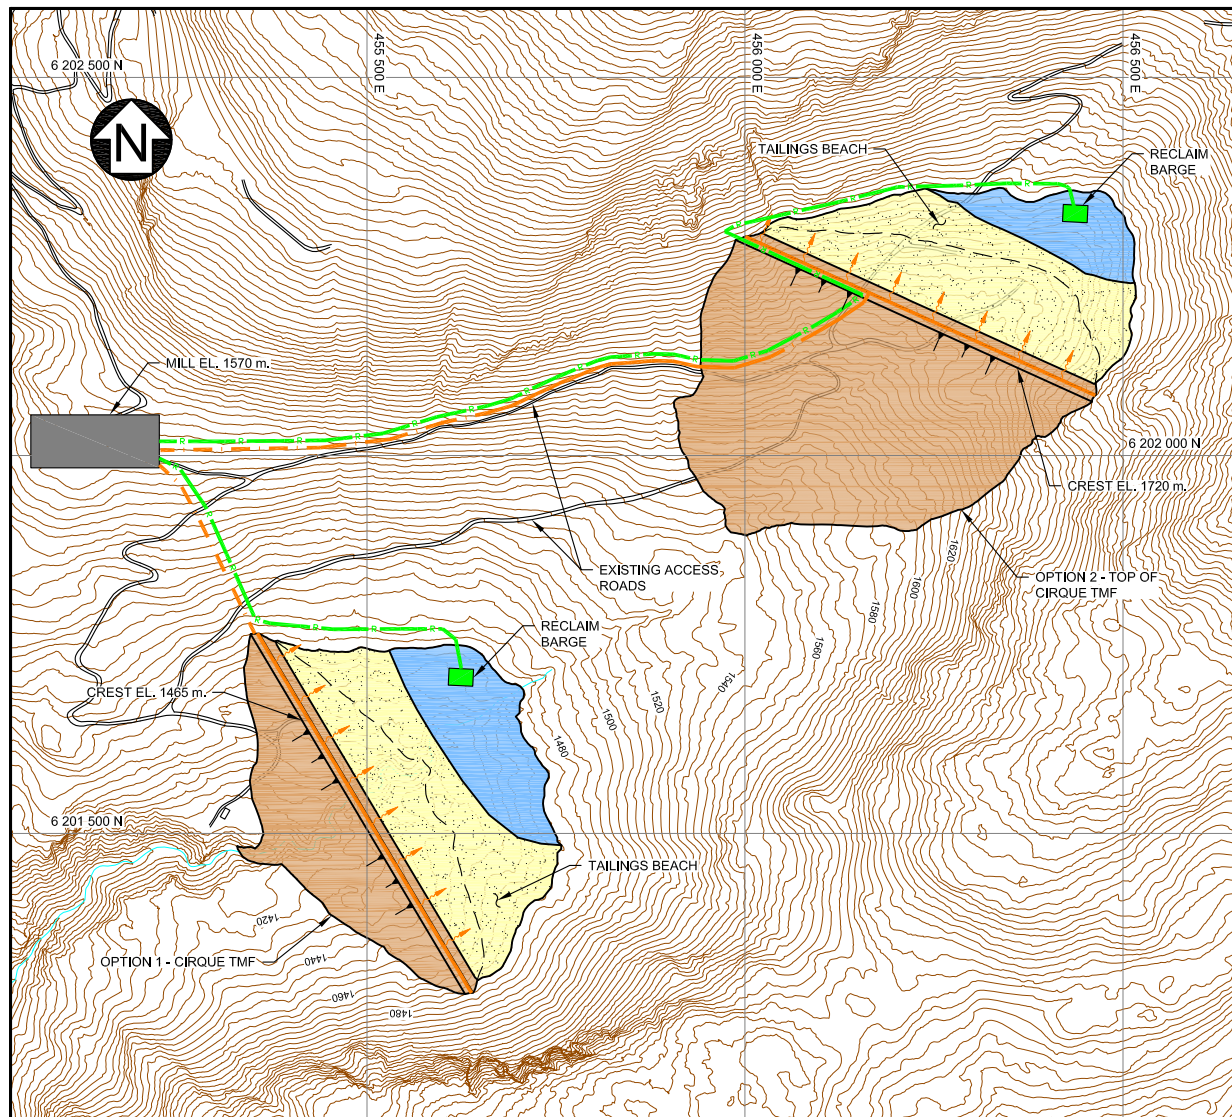 455 500 E
456 000 E
456 500 E
6 202 500 N
N
TAILINGS BEACH
RECLAIM
BARGE
MILL EL. 1570 m.
6 202 000 N
CREST EL. 1720 m.
EXISTING ACCESS
ROADS
OPTION 2 - TOP OF
CIRQUE TMF
1620
1600
1580
1560
1540
1520
1500
1480
RECLAIM
BARGE
CREST EL. 1465 m.
6 201 500 N
TAILINGS BEACH
1420
OPTION 1 - CIRQUE TMF
1440
1460
1480
R R R R R R R R R R
R R R R R R
R R R R
R R R R R